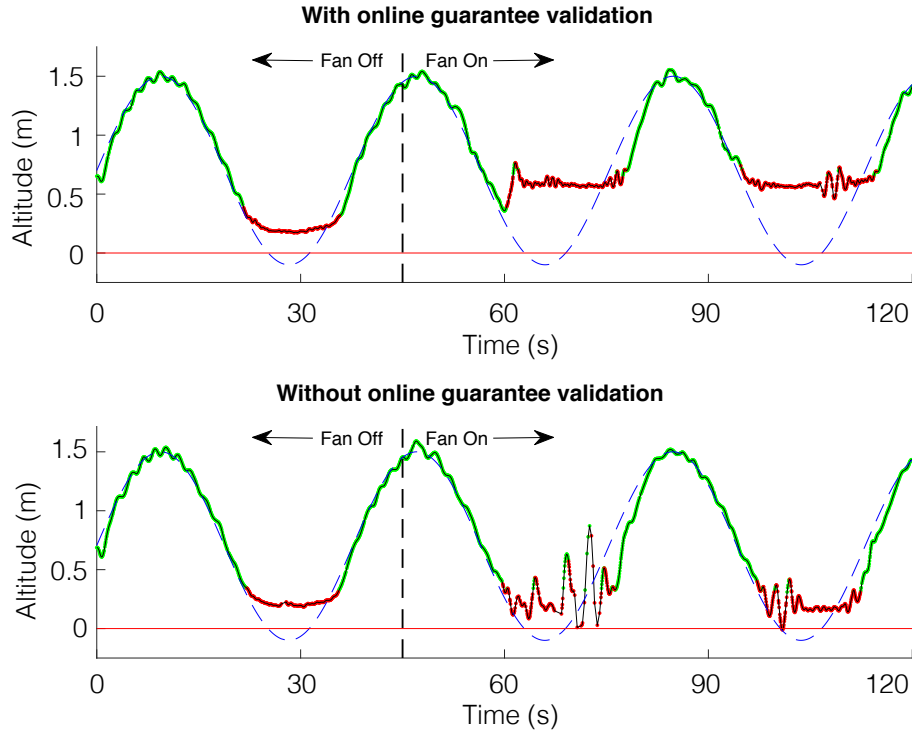 With online guarantee validation
Fan Off Fan On
1.5
1
0.5
0
Altitude (m)
0 30 60 90 120
Time (s)
Without online guarantee validation
Fan Off Fan On
1.5
1
0.5
0
Altitude (m)
0 30 60 90 120
Time (s)